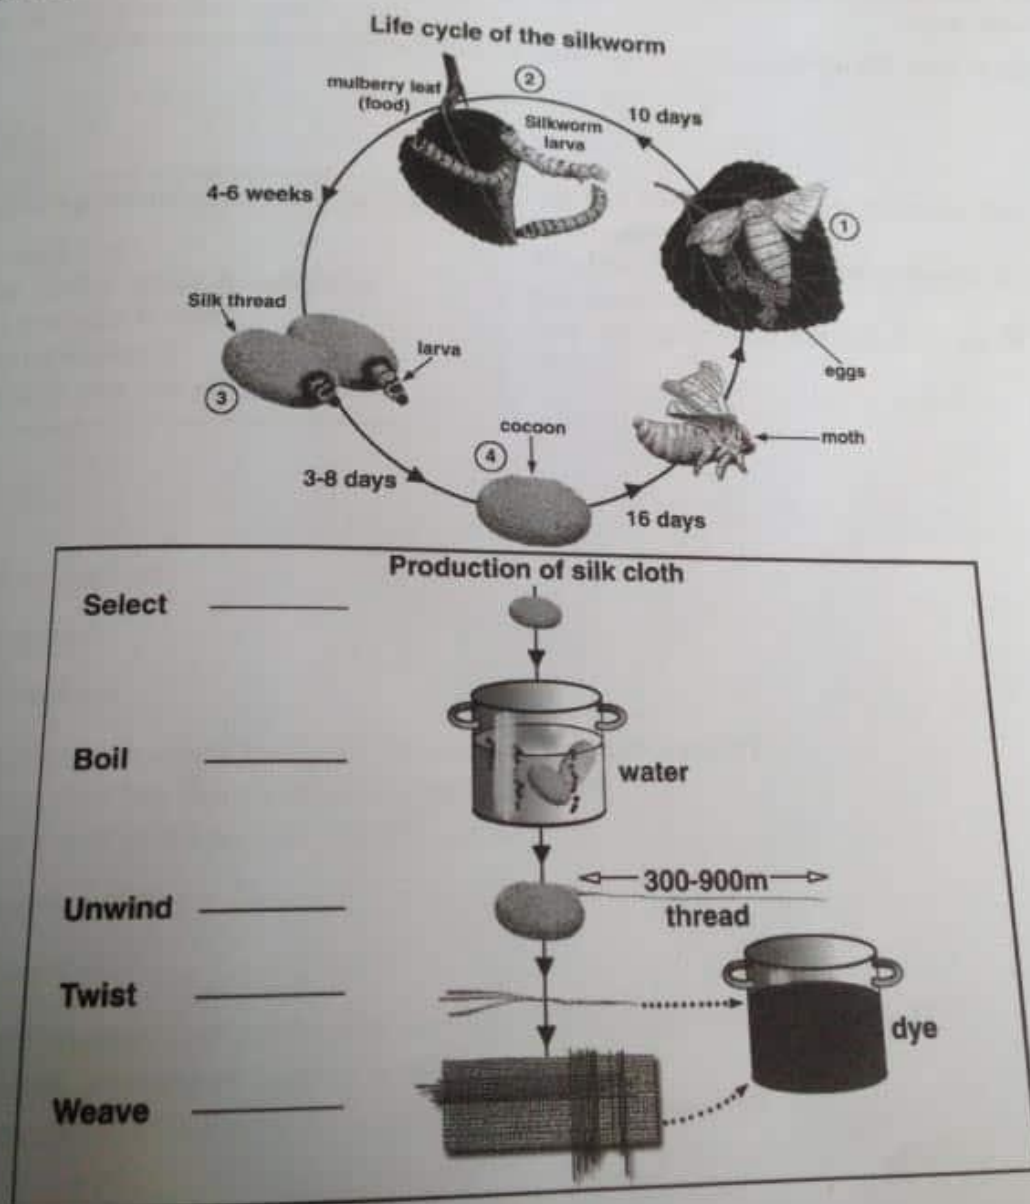 Life cycle of the silkworm
2
mulberry leaf
(food)
Silkworm
larva
10 days
4-6 weeks
1
Silk thread
larva
eggs
3
cocoon
4
moth
3-8 days
16 days
Production of silk cloth
Select
Boil
water
300-900m
thread
Unwind
Twist
dye
Weave